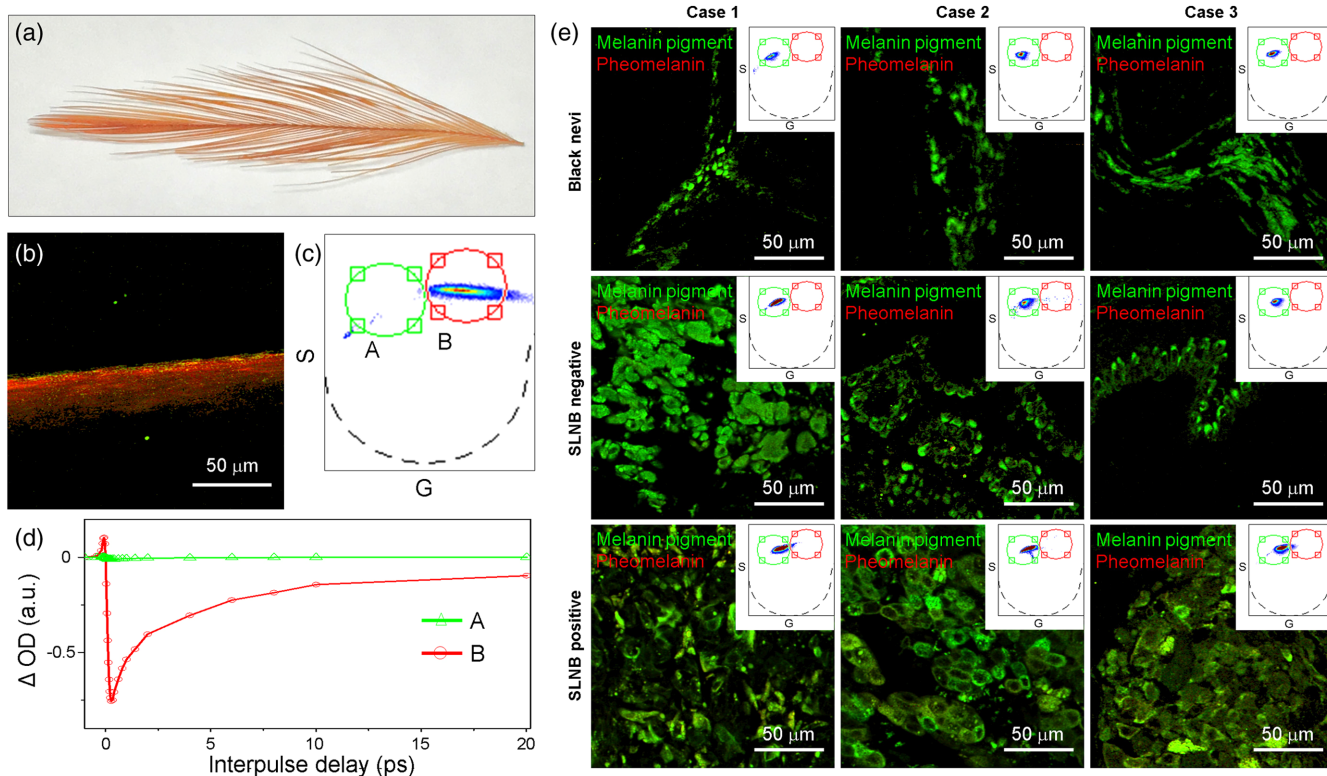 (a)
(b)
50 μm
(c)
S
A
B
G
(d)
Δ OD (a.u.)
0
-0.5
A
B
0
5
10
15
20
Interpulse delay (ps)
(e)
Case 1
Case 2
Case 3
Black nevi
Melanin pigment
Pheomelanin
S
G
50 μm
Melanin pigment
Pheomelanin
S
G
50 μm
Melanin pigment
Pheomelanin
S
G
50 μm
SLNB negative
Melanin pigment
Pheomelanin
S
G
50 μm
Melanin pigment
Pheomelanin
S
G
50 μm
Melanin pigment
Pheomelanin
S
G
50 μm
SLNB positive
Melanin pigment
Pheomelanin
S
G
50 μm
Melanin pigment
Pheomelanin
S
G
50 μm
Melanin pigment
Pheomelanin
S
G
50 μm